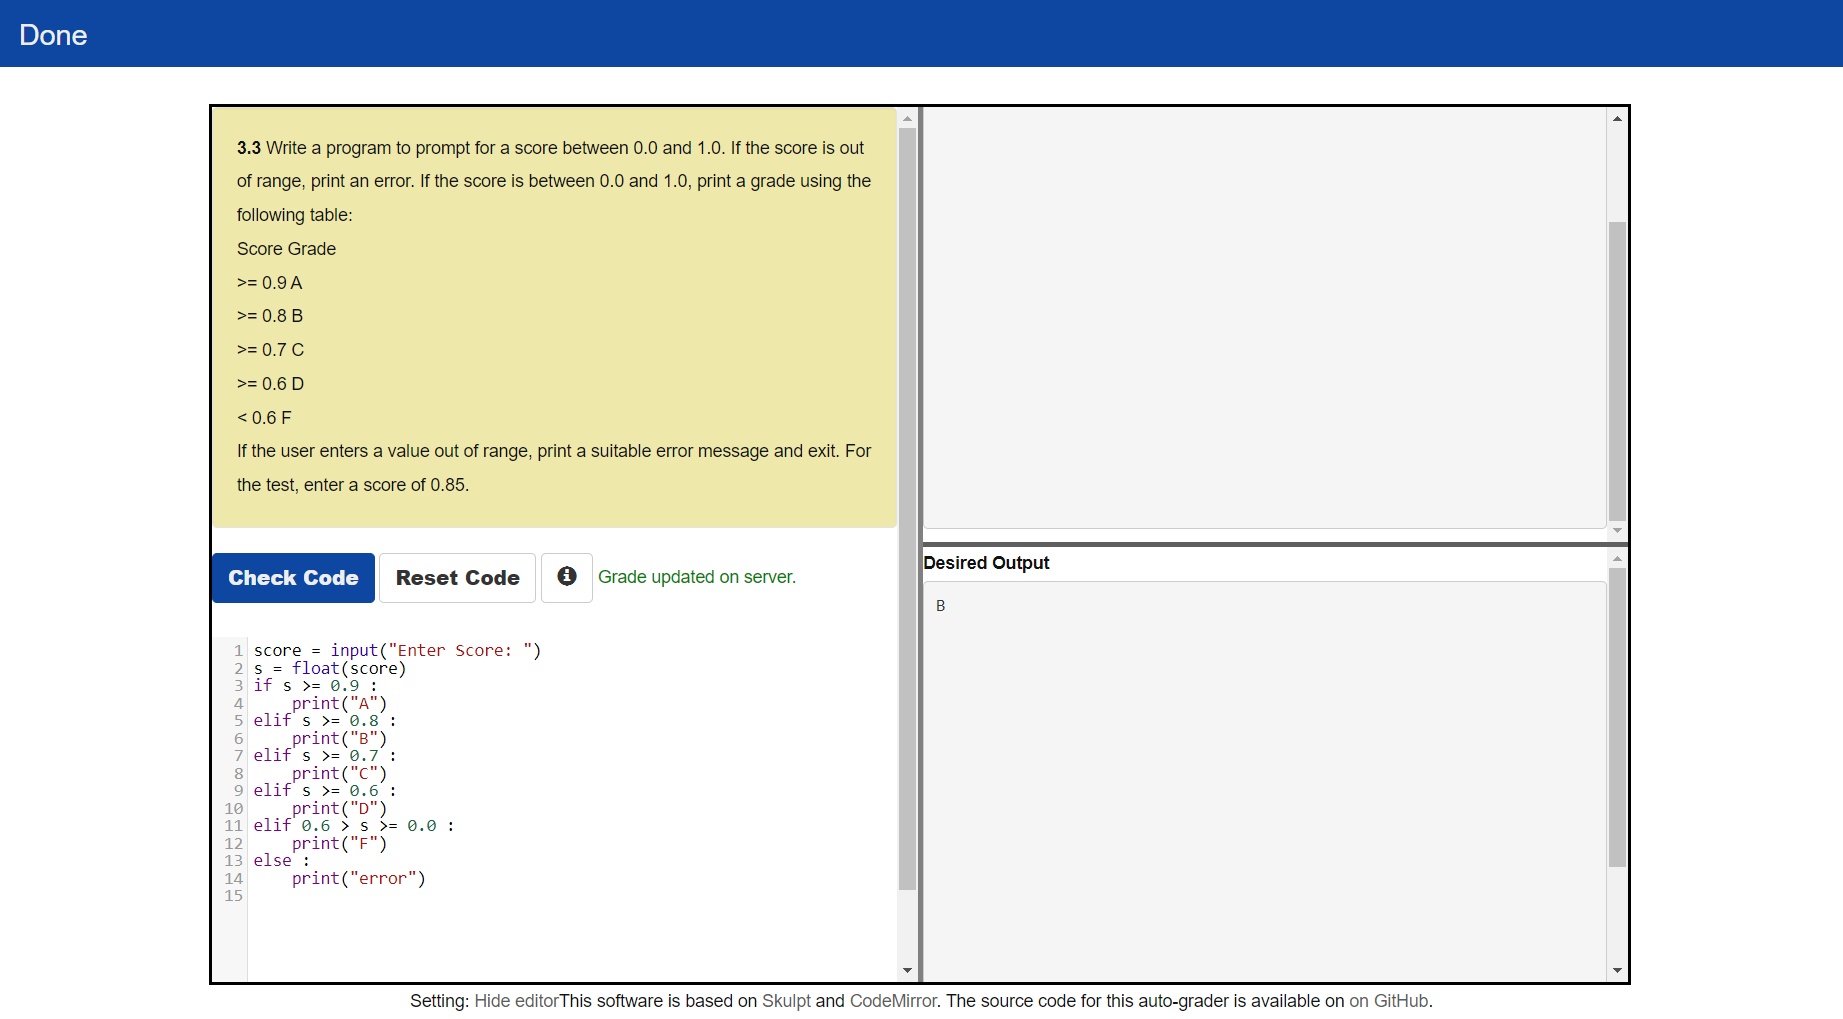 Done
3.3 Write a program to prompt for a score between 0.0 and 1.0. If the score is out
of range, print an error. If the score is between 0.0 and 1.0, print a grade using the
following table:
Score Grade
>= 0.9 A
>= 0.8 B
>= 0.7 C
>= 0.6 D
< 0.6 F
If the user enters a value out of range, print a suitable error message and exit. For
the test, enter a score of 0.85.
Check Code Reset Code Grade updated on server.
1 score = input("Enter Score: ")
2 s = float(score)
3 if s >= 0.9 :
4     print("A")
5 elif s >= 0.8 :
6     print("B")
7 elif s >= 0.7 :
8     print("C")
9 elif s >= 0.6 :
10     print("D")
11 elif 0.6 > s >= 0.0 :
12     print("F")
13 else :
14     print("error")
15
Desired Output
B
Setting: Hide editorThis software is based on Skulpt and CodeMirror. The source code for this auto-grader is available on on GitHub.